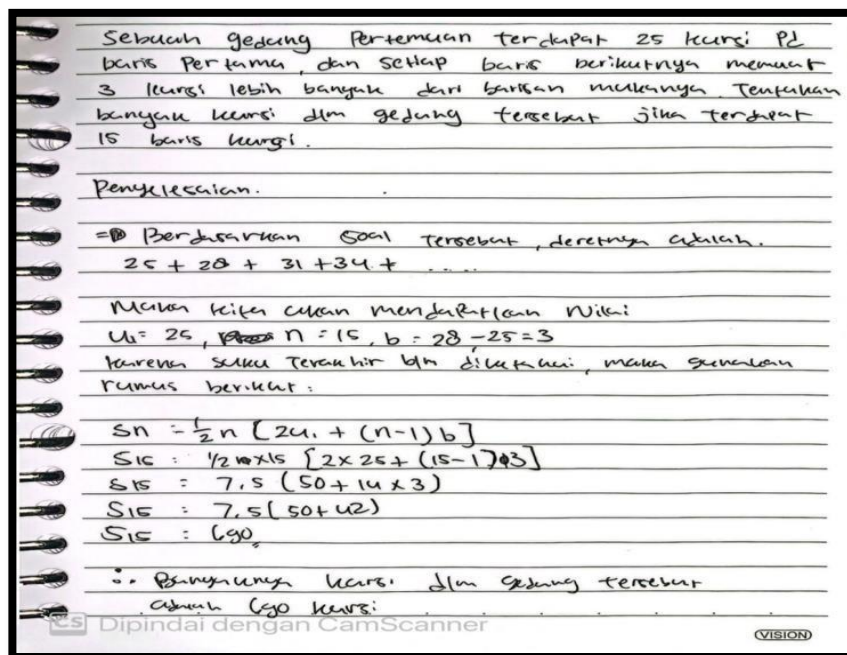 Sebuah gedung Pertemuan terdapat 25 kursi Pd
baris Pertama, dan setiap baris berikutnya memuat
3 kursi lebih banyak dari barisan mukanya. Tentukan
banyak kursi dlm gedung tersebut jika terdapat
15 baris kursi.
Penyelesaian.
=> Berdasarkan soal tersebut, deretnya adalah.
25 + 28 + 31 + 34 + .....
Maka kita akan mendapatkan Nilai
U₁= 25, n = 15, b = 28 - 25 = 3
karena suku Terakhir blm diketahui, maka gunakan
rumus berikut :
Sn = ½ n [2u₁ + (n-1) b]
S15 : 1/2 x 15 [2 x 25 + (15-1) 3]
S15 : 7,5 (50 + 14 x 3)
S15 : 7,5 (50 + 42)
S15 : 690
∴ Banyaknya kursi dlm gedung tersebut
adalah 690 kursi
CS Dipindai dengan CamScanner
VISION